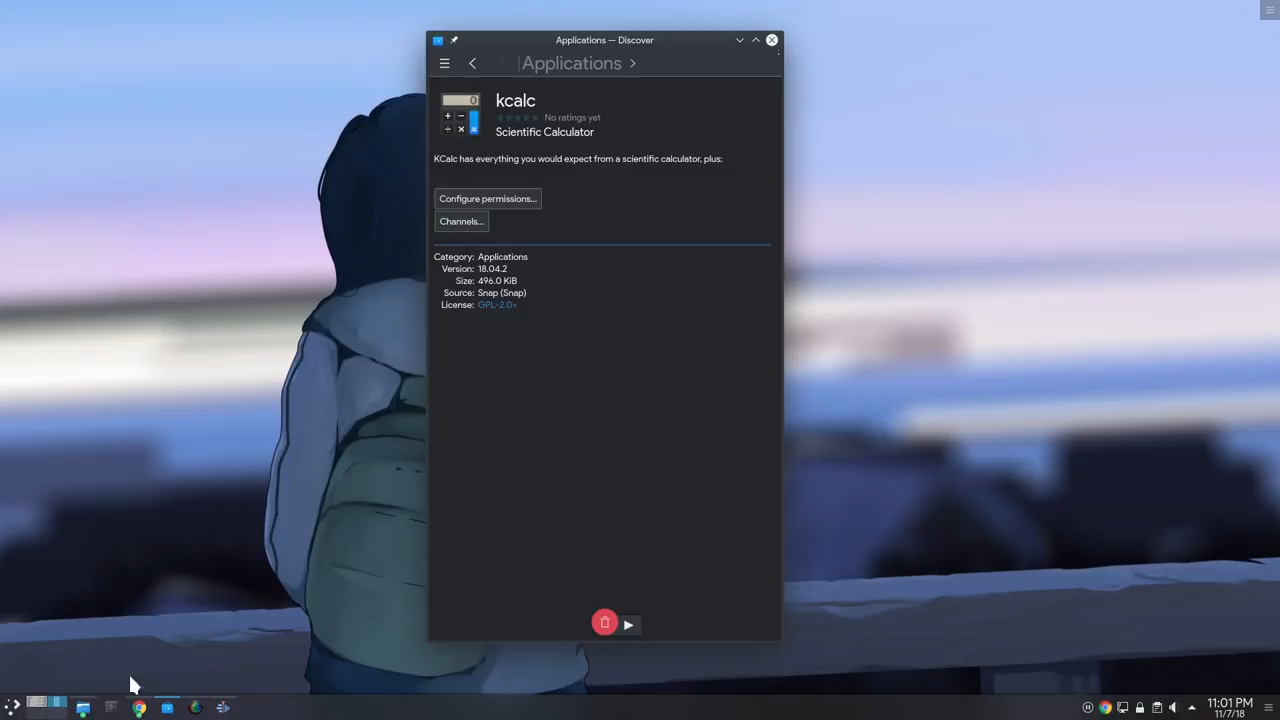 Applications — Discover
Applications
kcalc
No ratings yet
Scientific Calculator
KCalc has everything you would expect from a scientific calculator, plus:
Configure permissions...
Channels...
Category: Applications
Version: 18.04.2
Size: 496.0 KiB
Source: Snap (Snap)
License: GPL-2.0+
11:01 PM
11/7/18